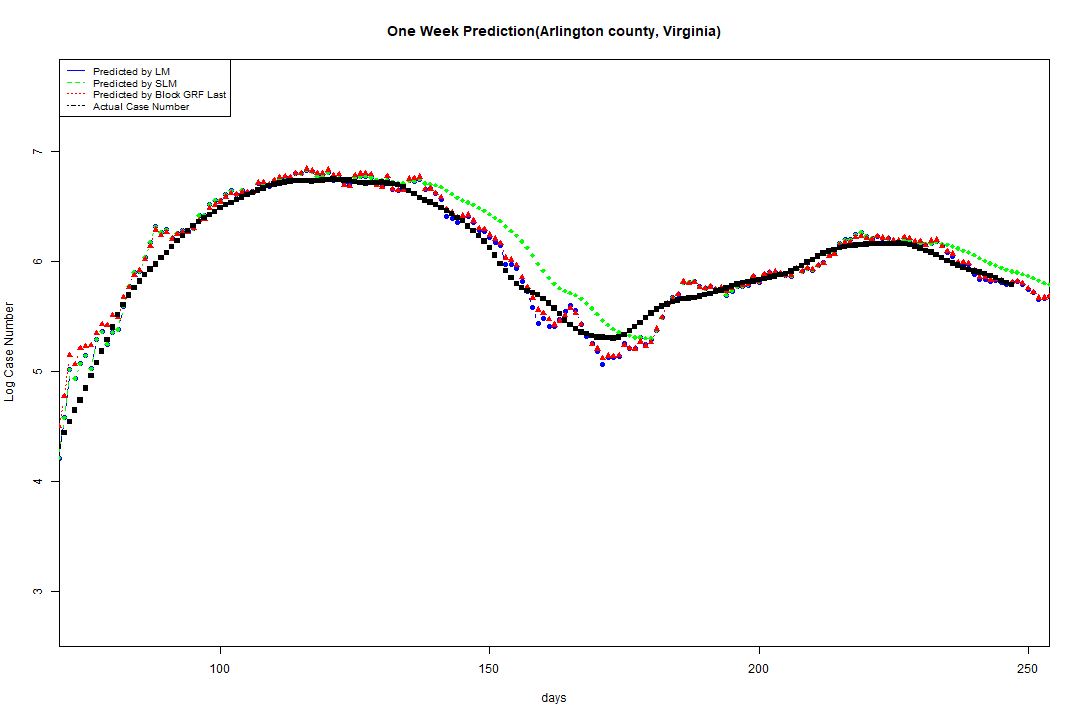 One Week Prediction(Arlington county, Virginia)
Predicted by LM
Predicted by SLM
Predicted by Block GRF Last
Actual Case Number
7
6
5
4
3
Log Case Number
100 150 200 250
days